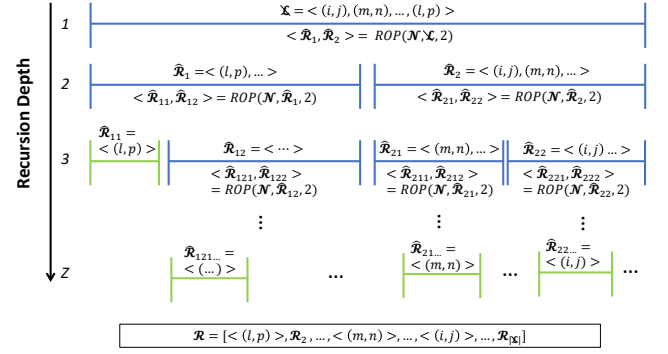 Recursion Depth
1
𝔏 = < (i, j), (m, n), … , (l, p) >
< ℛ̂₁, ℛ̂₂ > = ROP(𝒩, 𝔏, 2)
2
ℛ̂₁ =< (l, p), … >
ℛ̂₂ = < (i, j), (m, n), … >
< ℛ̂₁₁, ℛ̂₁₂ > = ROP(𝒩, ℛ̂₁, 2)
< ℛ̂₂₁, ℛ̂₂₂ > = ROP(𝒩, ℛ̂₂, 2)
3
ℛ̂₁₁ =
< (l, p) >
ℛ̂₁₂ = < ⋯ >
< ℛ̂₁₂₁, ℛ̂₁₂₂ >
= ROP(𝒩, ℛ̂₁₂, 2)
ℛ̂₂₁ = < (m, n), … >
< ℛ̂₂₁₁, ℛ̂₂₁₂ >
= ROP(𝒩, ℛ̂₂₁, 2)
ℛ̂₂₂ = < (i, j) … >
< ℛ̂₂₂₁, ℛ̂₂₂₂ >
= ROP(𝒩, ℛ̂₂₂, 2)
⋮ ⋮ ⋮
Z
ℛ̂₁₂₁… =
< (…) >
…
ℛ̂₂₁… =
< (m, n) >
…
ℛ̂₂₂… =
< (i, j) >
…
ℛ = [< (l, p) >, ℛ₂ , … , < (m, n) >, … , < (i, j) >, … , ℛ_|𝔏|]